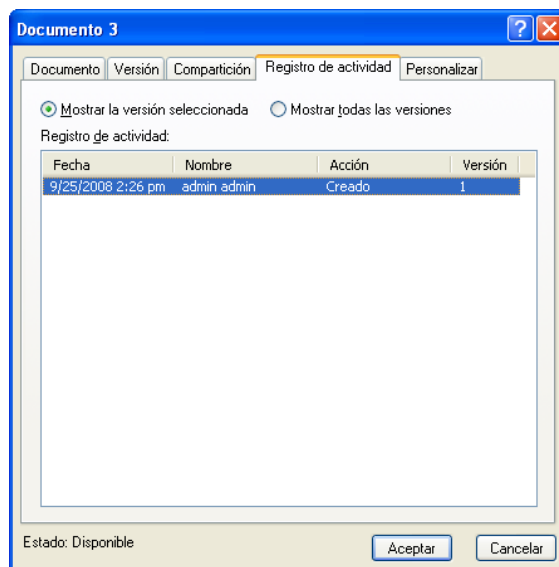 Documento 3
Documento Versión Compartición Registro de actividad Personalizar
Mostrar la versión seleccionada Mostrar todas las versiones
Registro de actividad:
Fecha Nombre Acción Versión
9/25/2008 2:26 pm admin admin Creado 1
Estado: Disponible Aceptar Cancelar